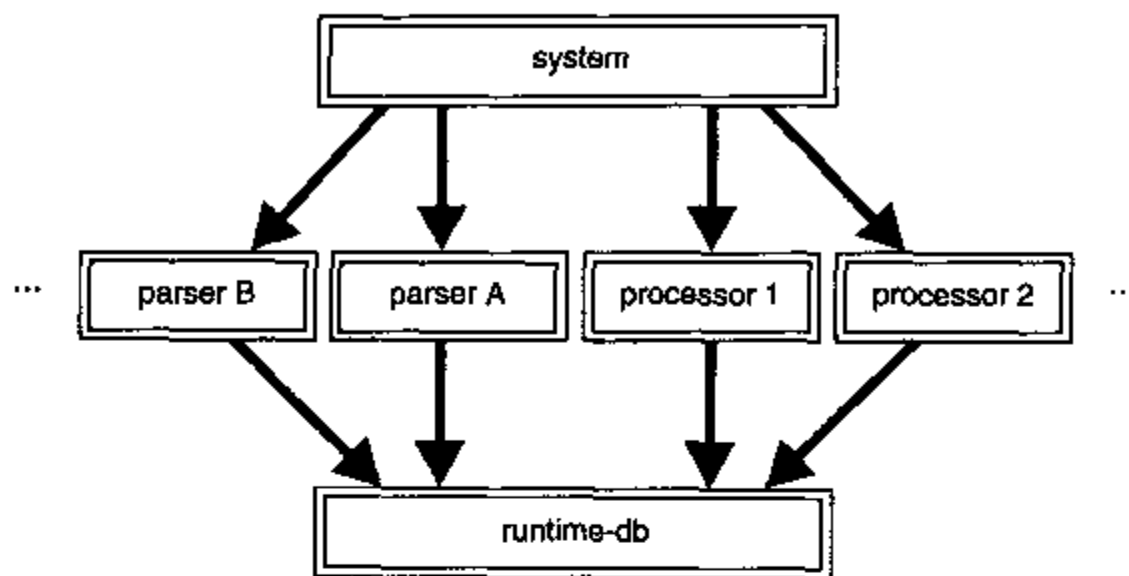 system
... parser B parser A processor 1 processor 2 ..
runtime-db